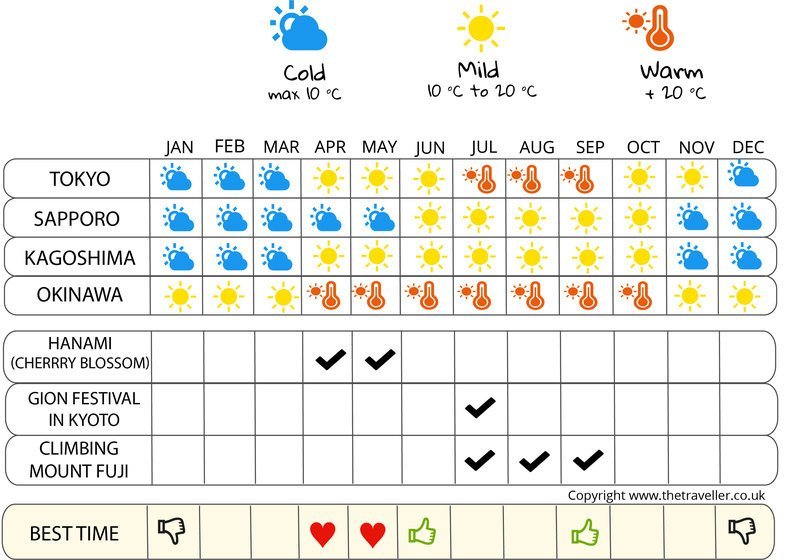 Cold
max 10 °C
Mild
10 °C to 20 °C
Warm
+ 20 °C
JAN FEB MAR APR MAY JUN JUL AUG SEP OCT NOV DEC
TOKYO
SAPPORO
KAGOSHIMA
OKINAWA
HANAMI
(CHERRRY BLOSSOM)
GION FESTIVAL
IN KYOTO
CLIMBING
MOUNT FUJI
Copyright www.thetraveller.co.uk
BEST TIME